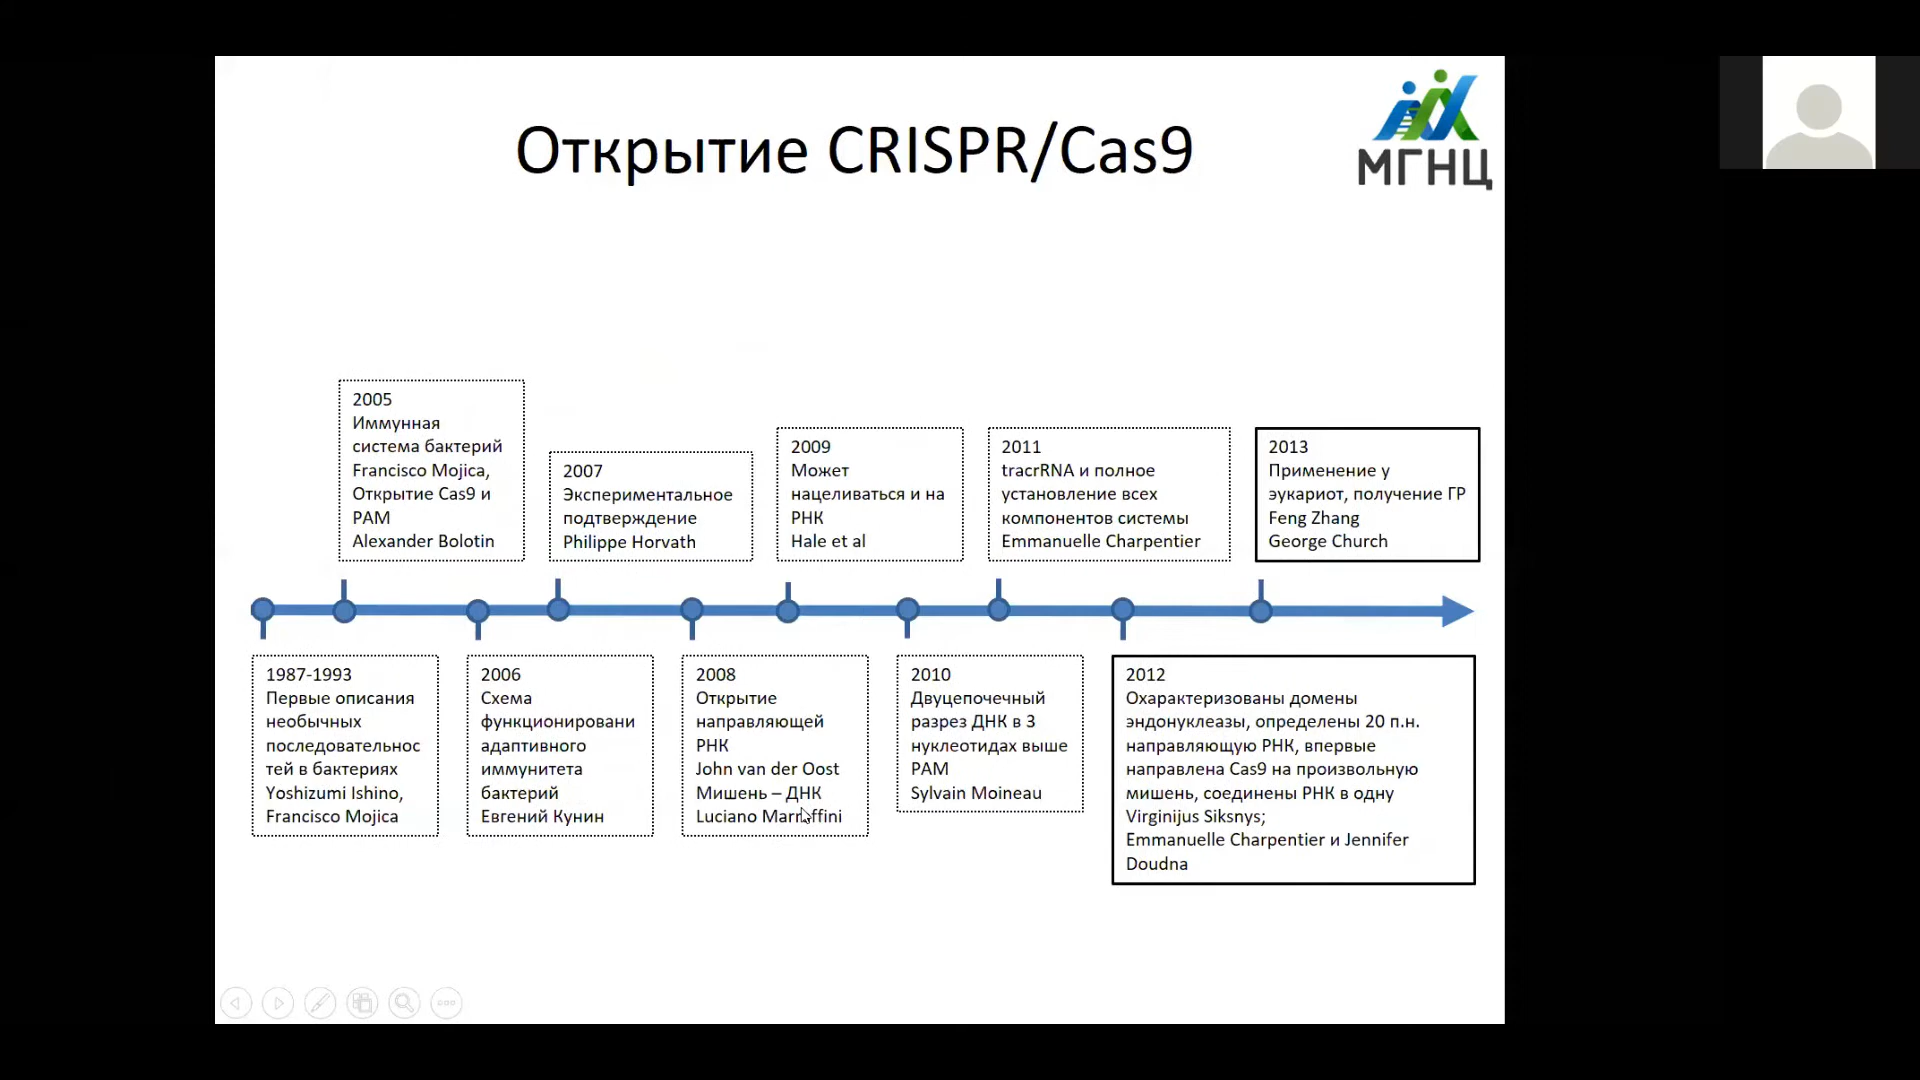 Открытие CRISPR/Cas9
МГНЦ
2005
Иммунная
система бактерий
Francisco Mojica,
Открытие Cas9 и
PAM
Alexander Bolotin
2007
Экспериментальное
подтверждение
Philippe Horvath
2009
Может
нацеливаться и на
РНК
Hale et al
2011
tracrRNA и полное
установление всех
компонентов системы
Emmanuelle Charpentier
2013
Применение у
эукариот, получение ГР
Feng Zhang
George Church
1987-1993
Первые описания
необычных
последовательнос
тей в бактериях
Yoshizumi Ishino,
Francisco Mojica
2006
Схема
функционировани
адаптивного
иммунитета
бактерий
Евгений Кунин
2008
Открытие
направляющей
РНК
John van der Oost
Мишень – ДНК
Luciano Marraffini
2010
Двуцепочечный
разрез ДНК в 3
нуклеотидах выше
PAM
Sylvain Moineau
2012
Охарактеризованы домены
эндонуклеазы, определены 20 п.н.
направляющую РНК, впервые
направлена Cas9 на произвольную
мишень, соединены РНК в одну
Virginijus Siksnys;
Emmanuelle Charpentier и Jennifer
Doudna